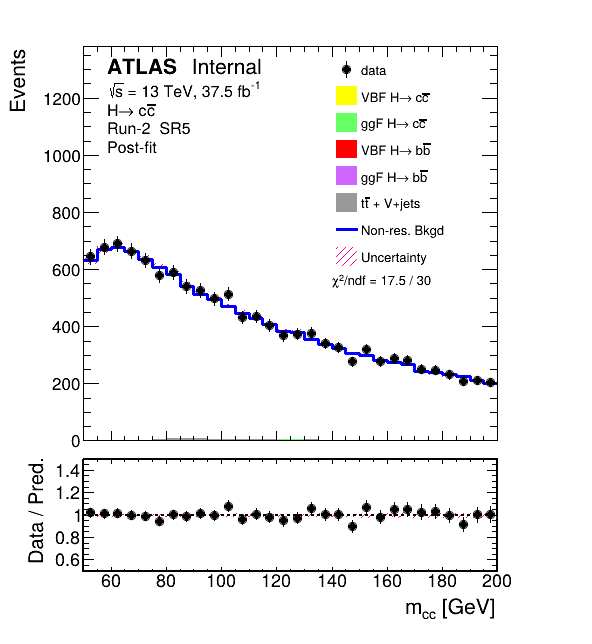 Events
ATLAS Internal
√s = 13 TeV, 37.5 fb⁻¹
H→ cc̅
Run-2 SR5
Post-fit
data
VBF H→ cc̅
ggF H→ cc̅
VBF H→ bb̅
ggF H→ bb̅
tt̅ + V+jets
Non-res. Bkgd
Uncertainty
χ²/ndf = 17.5 / 30
1200
1000
800
600
400
200
0
Data / Pred.
1.4
1.2
1
0.8
0.6
60 80 100 120 140 160 180 200
m_cc [GeV]